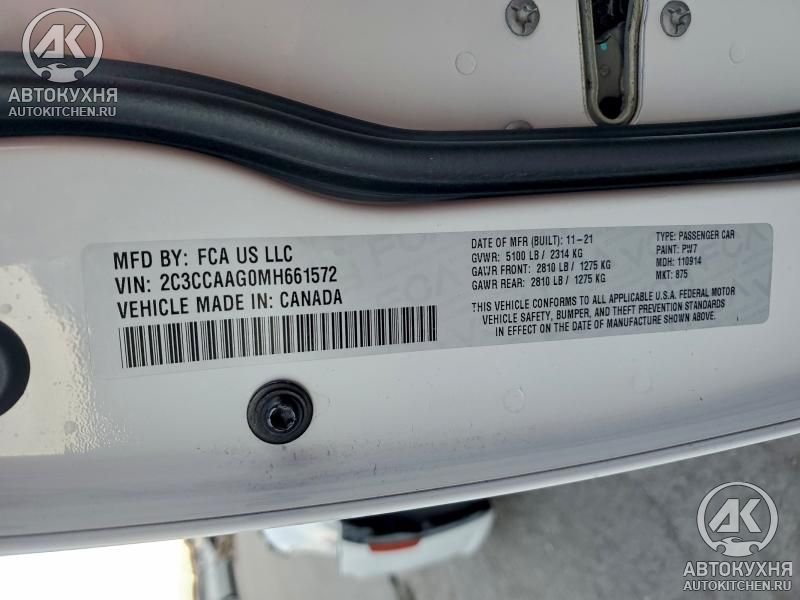 AK
АВТОКУХНЯ
AUTOKITCHEN.RU
MFD BY: FCA US LLC
VIN: 2C3CCAAG0MH661572
VEHICLE MADE IN: CANADA
DATE OF MFR (BUILT): 11-21
GVWR: 5100 LB / 2314 KG
GAWR FRONT: 2810 LB / 1275 KG
GAWR REAR: 2810 LB / 1275 KG
TYPE: PASSENGER CAR
PAINT: PW7
MDH: 110914
MKT: 875
THIS VEHICLE CONFORMS TO ALL APPLICABLE U.S.A. FEDERAL MOTOR
VEHICLE SAFETY, BUMPER, AND THEFT PREVENTION STANDARDS
IN EFFECT ON THE DATE OF MANUFACTURE SHOWN ABOVE.
AK
АВТОКУХНЯ
AUTOKITCHEN.RU